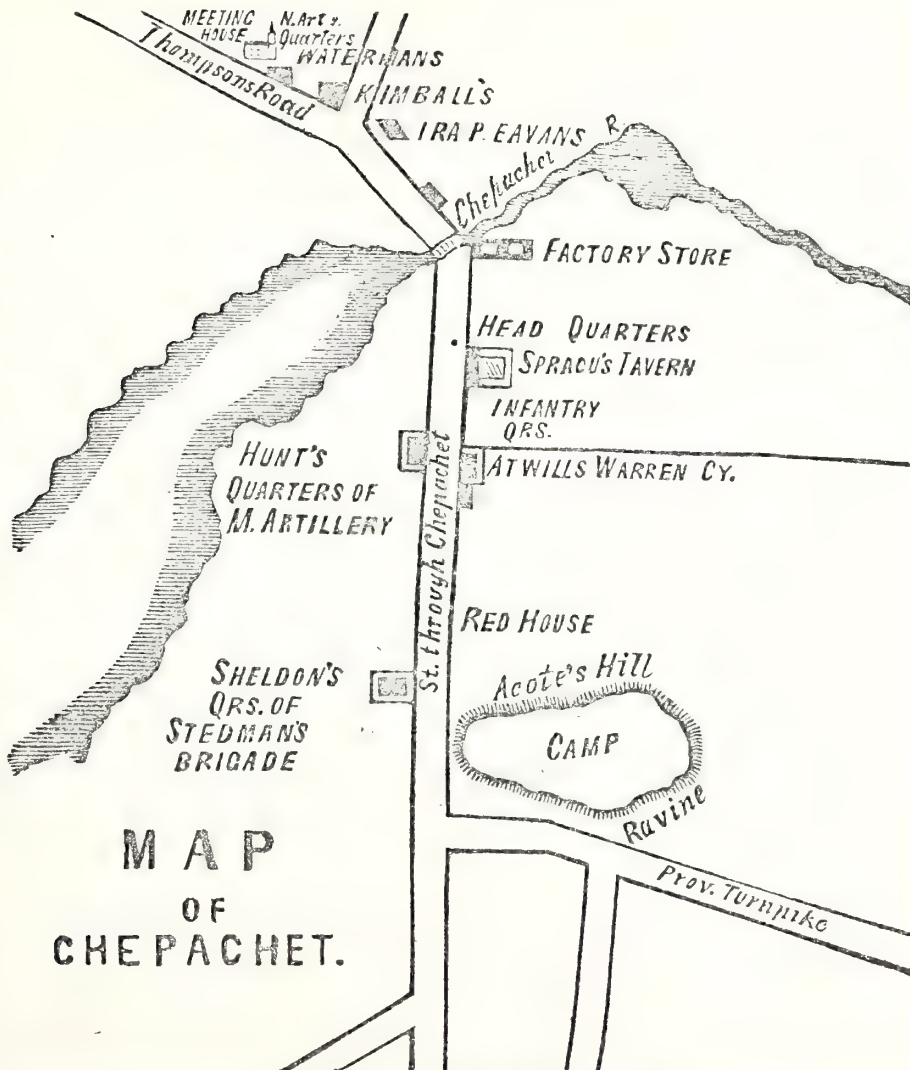 MEETING
HOUSE
N. Art y.
Quarters
WATERMANS
Thompsons Road
KIMBALL'S
IRA P. EAVANS
Chepachet R.
FACTORY STORE
HEAD QUARTERS
SPRAGU'S TAVERN
INFANTRY
QRS.
HUNT'S
QUARTERS OF
M. ARTILLERY
ATWILLS WARREN CY.
St. through Chepachet
RED HOUSE
SHELDON'S
QRS. OF
STEDMAN'S
BRIGADE
Acote's Hill
CAMP
Ravine
Prov. Turnpike
MAP
OF
CHEPACHET.